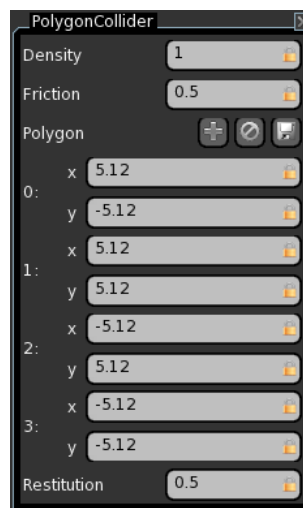 PolygonCollider
Density 1
Friction 0.5
Polygon
0:
x 5.12
y -5.12
1:
x 5.12
y 5.12
2:
x -5.12
y 5.12
3:
x -5.12
y -5.12
Restitution 0.5